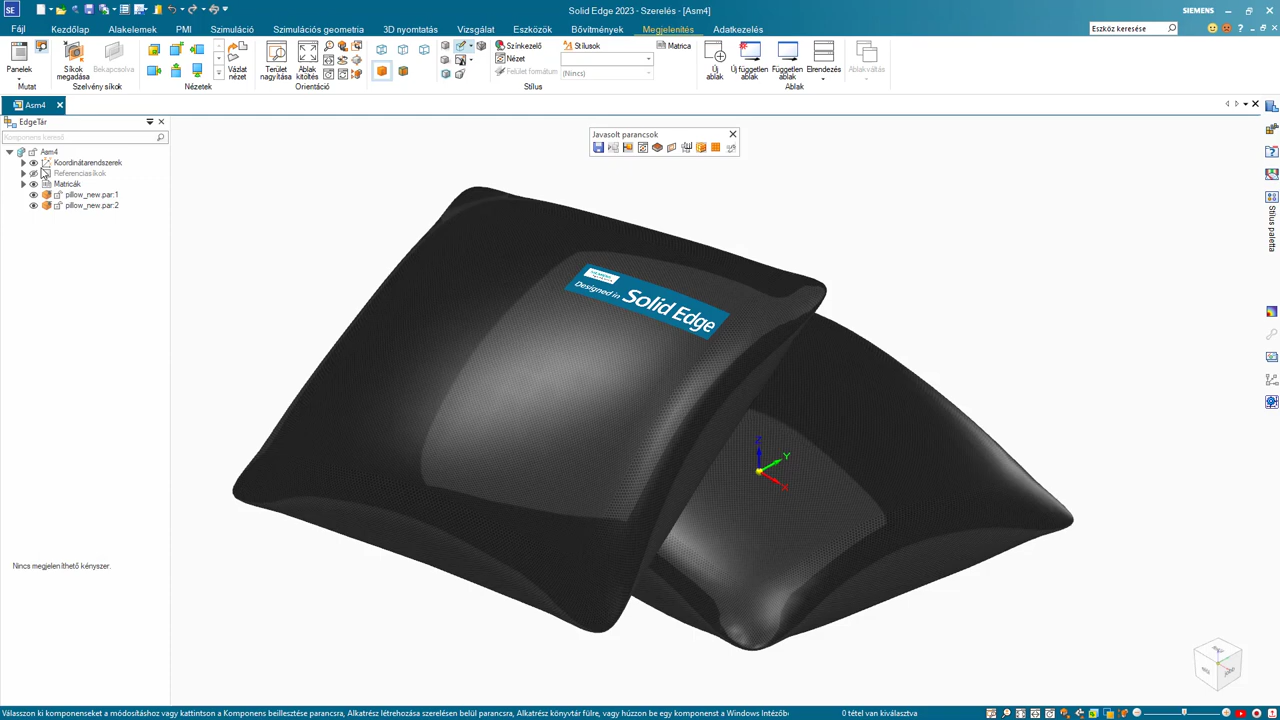 SE
Solid Edge 2023 - Szerelés - [Asm4]
SIEMENS
Fájl
Kezdőlap
Alakelemek
PMI
Szimuláció
Szimulációs geometria
3D nyomtatás
Vizsgálat
Eszközök
Bővítmények
Megjelenítés
Adatkezelés
Eszköz keresése
Panelek
Mutat
Síkok megadása
Bekapcsolva
Szelvény síkok
Vázlat nézet
Nézetek
Terület nagyítása
Ablak kitöltés
Orientáció
Színkezelő
Nézet
Felület formátum
Stílusok
(Nincs)
Matrica
Stílus
Új ablak
Új független ablak
Független ablak
Elrendezés
Ablakváltás
Ablak
Asm4
EdgeTár
Komponens kereső
Asm4
Koordinátarendszerek
Referenciasíkok
Matricák
pillow_new.par:1
pillow_new.par:2
Javasolt parancsok
SIEMENS
Designed in Solid Edge
Z
Y
X
Stílus paletta
Nincs megjeleníthető kényszer.
Válasszon ki komponenseket a módosításhoz vagy kattintson a Komponens beillesztése parancsra, Alkatrész létrehozása szerelésen belül parancsra, Alkatrész könyvtár fülre, vagy húzzon be egy komponenst a Windows Intézőbő
0 tétel van kiválasztva